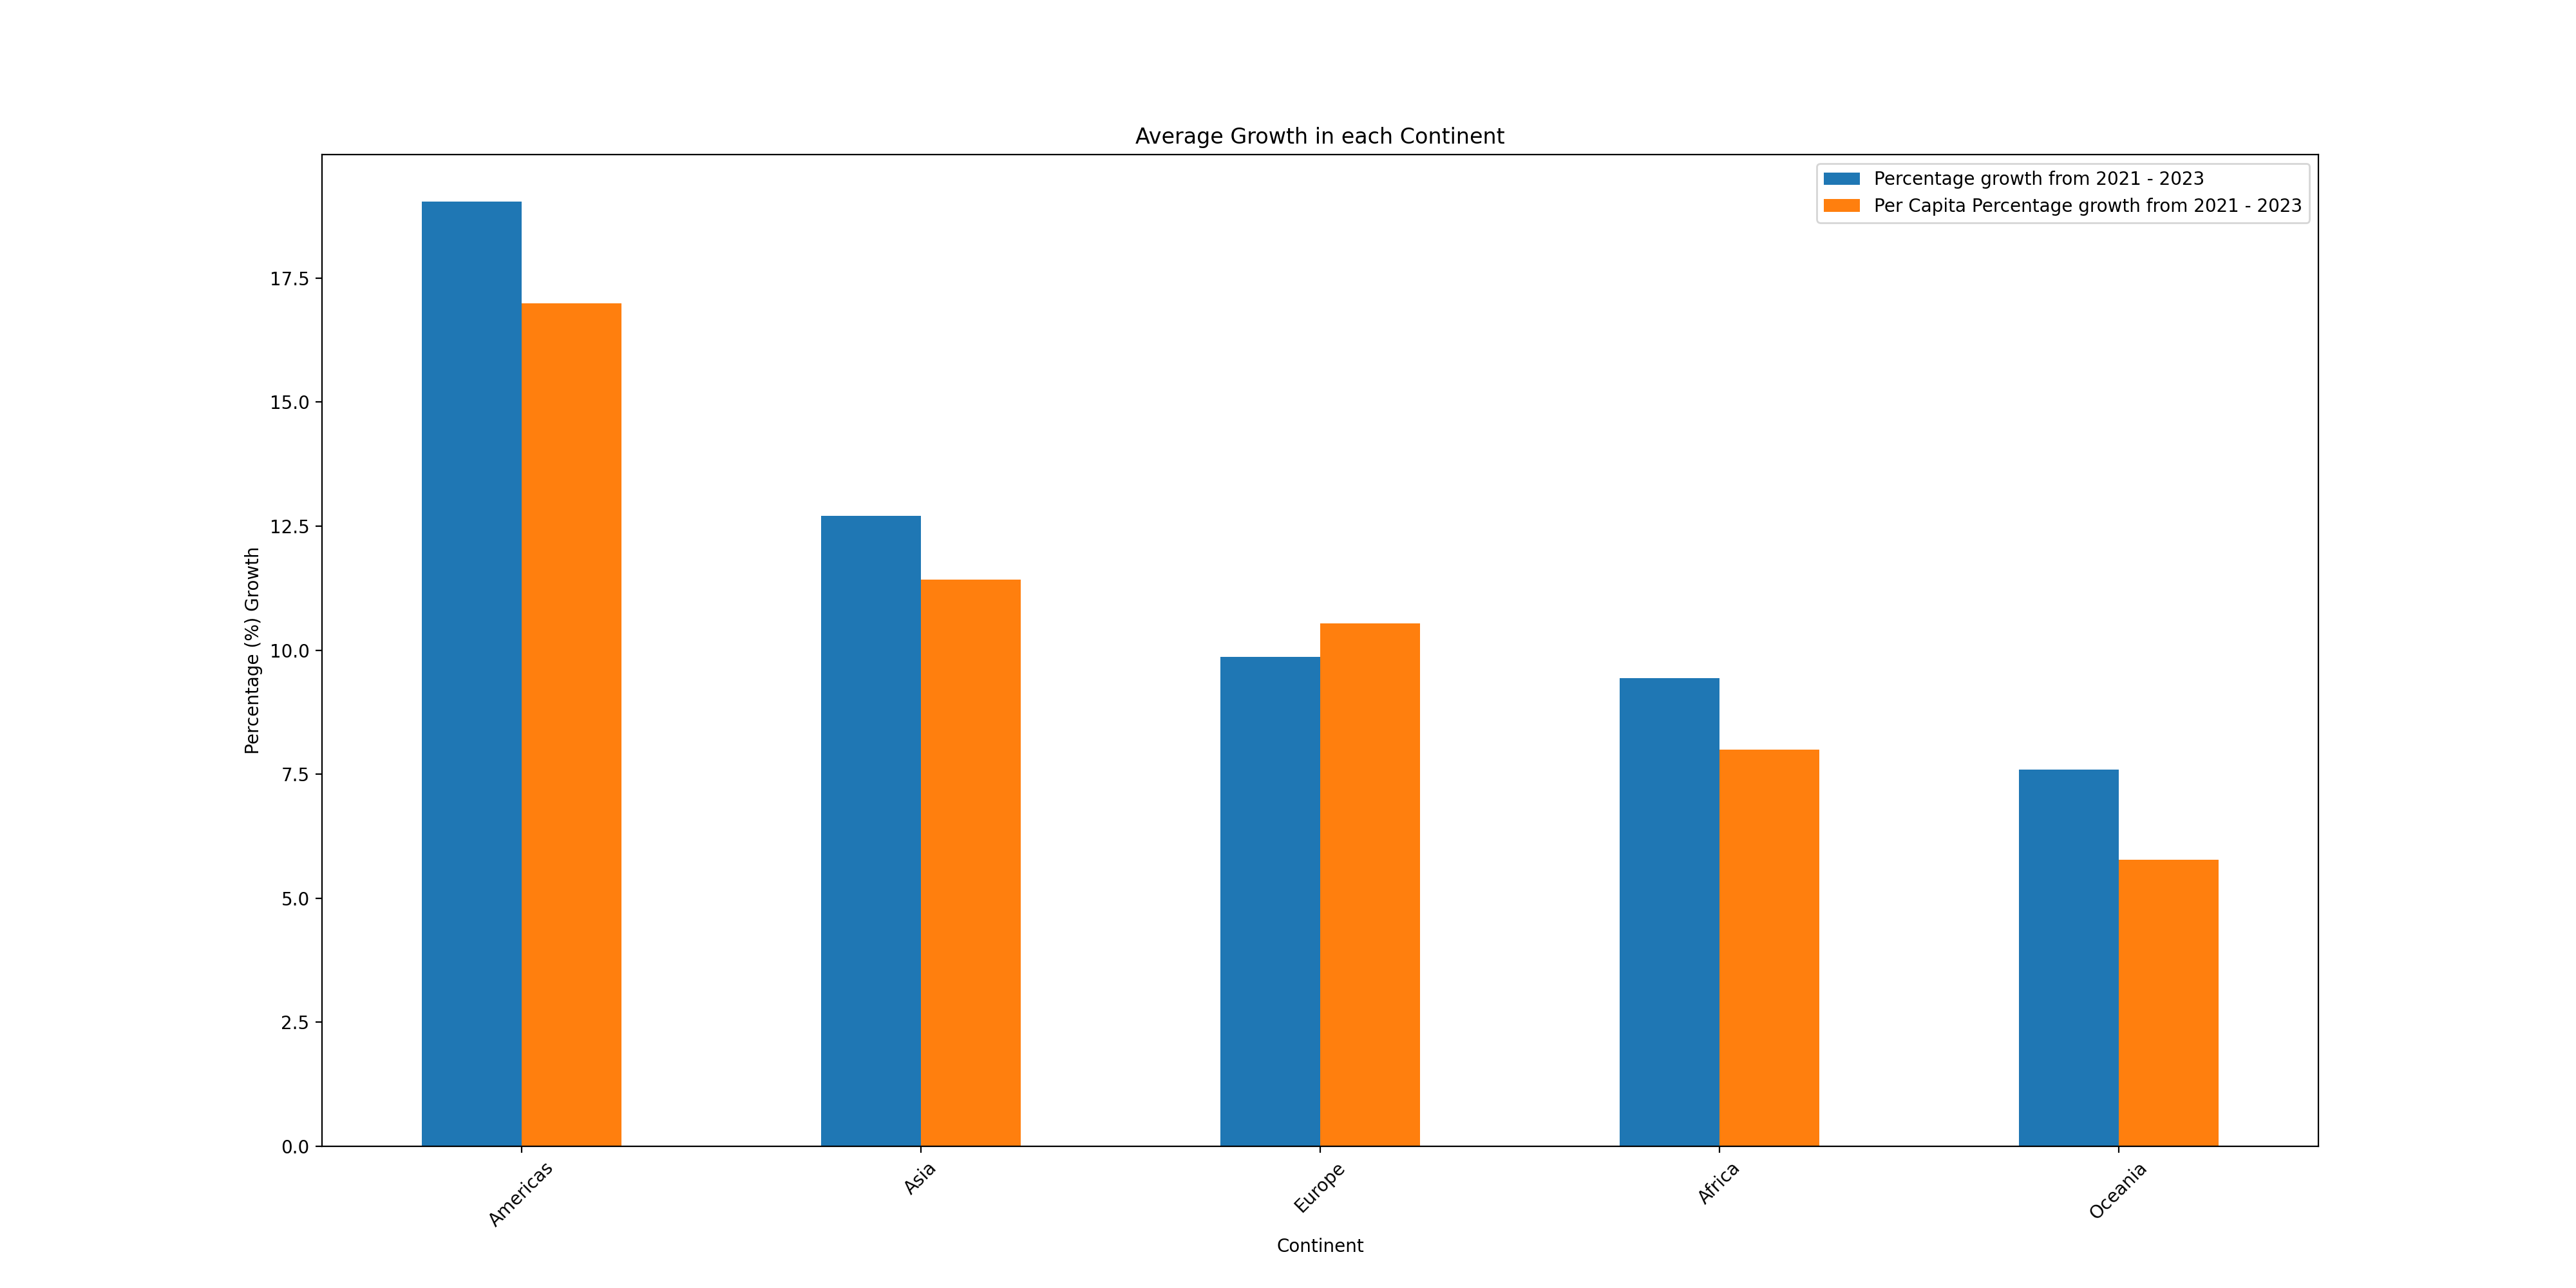 Average Growth in each Continent
Percentage growth from 2021 - 2023
Per Capita Percentage growth from 2021 - 2023
Percentage (%) Growth
17.5
15.0
12.5
10.0
7.5
5.0
2.5
0.0
Americas
Asia
Europe
Africa
Oceania
Continent